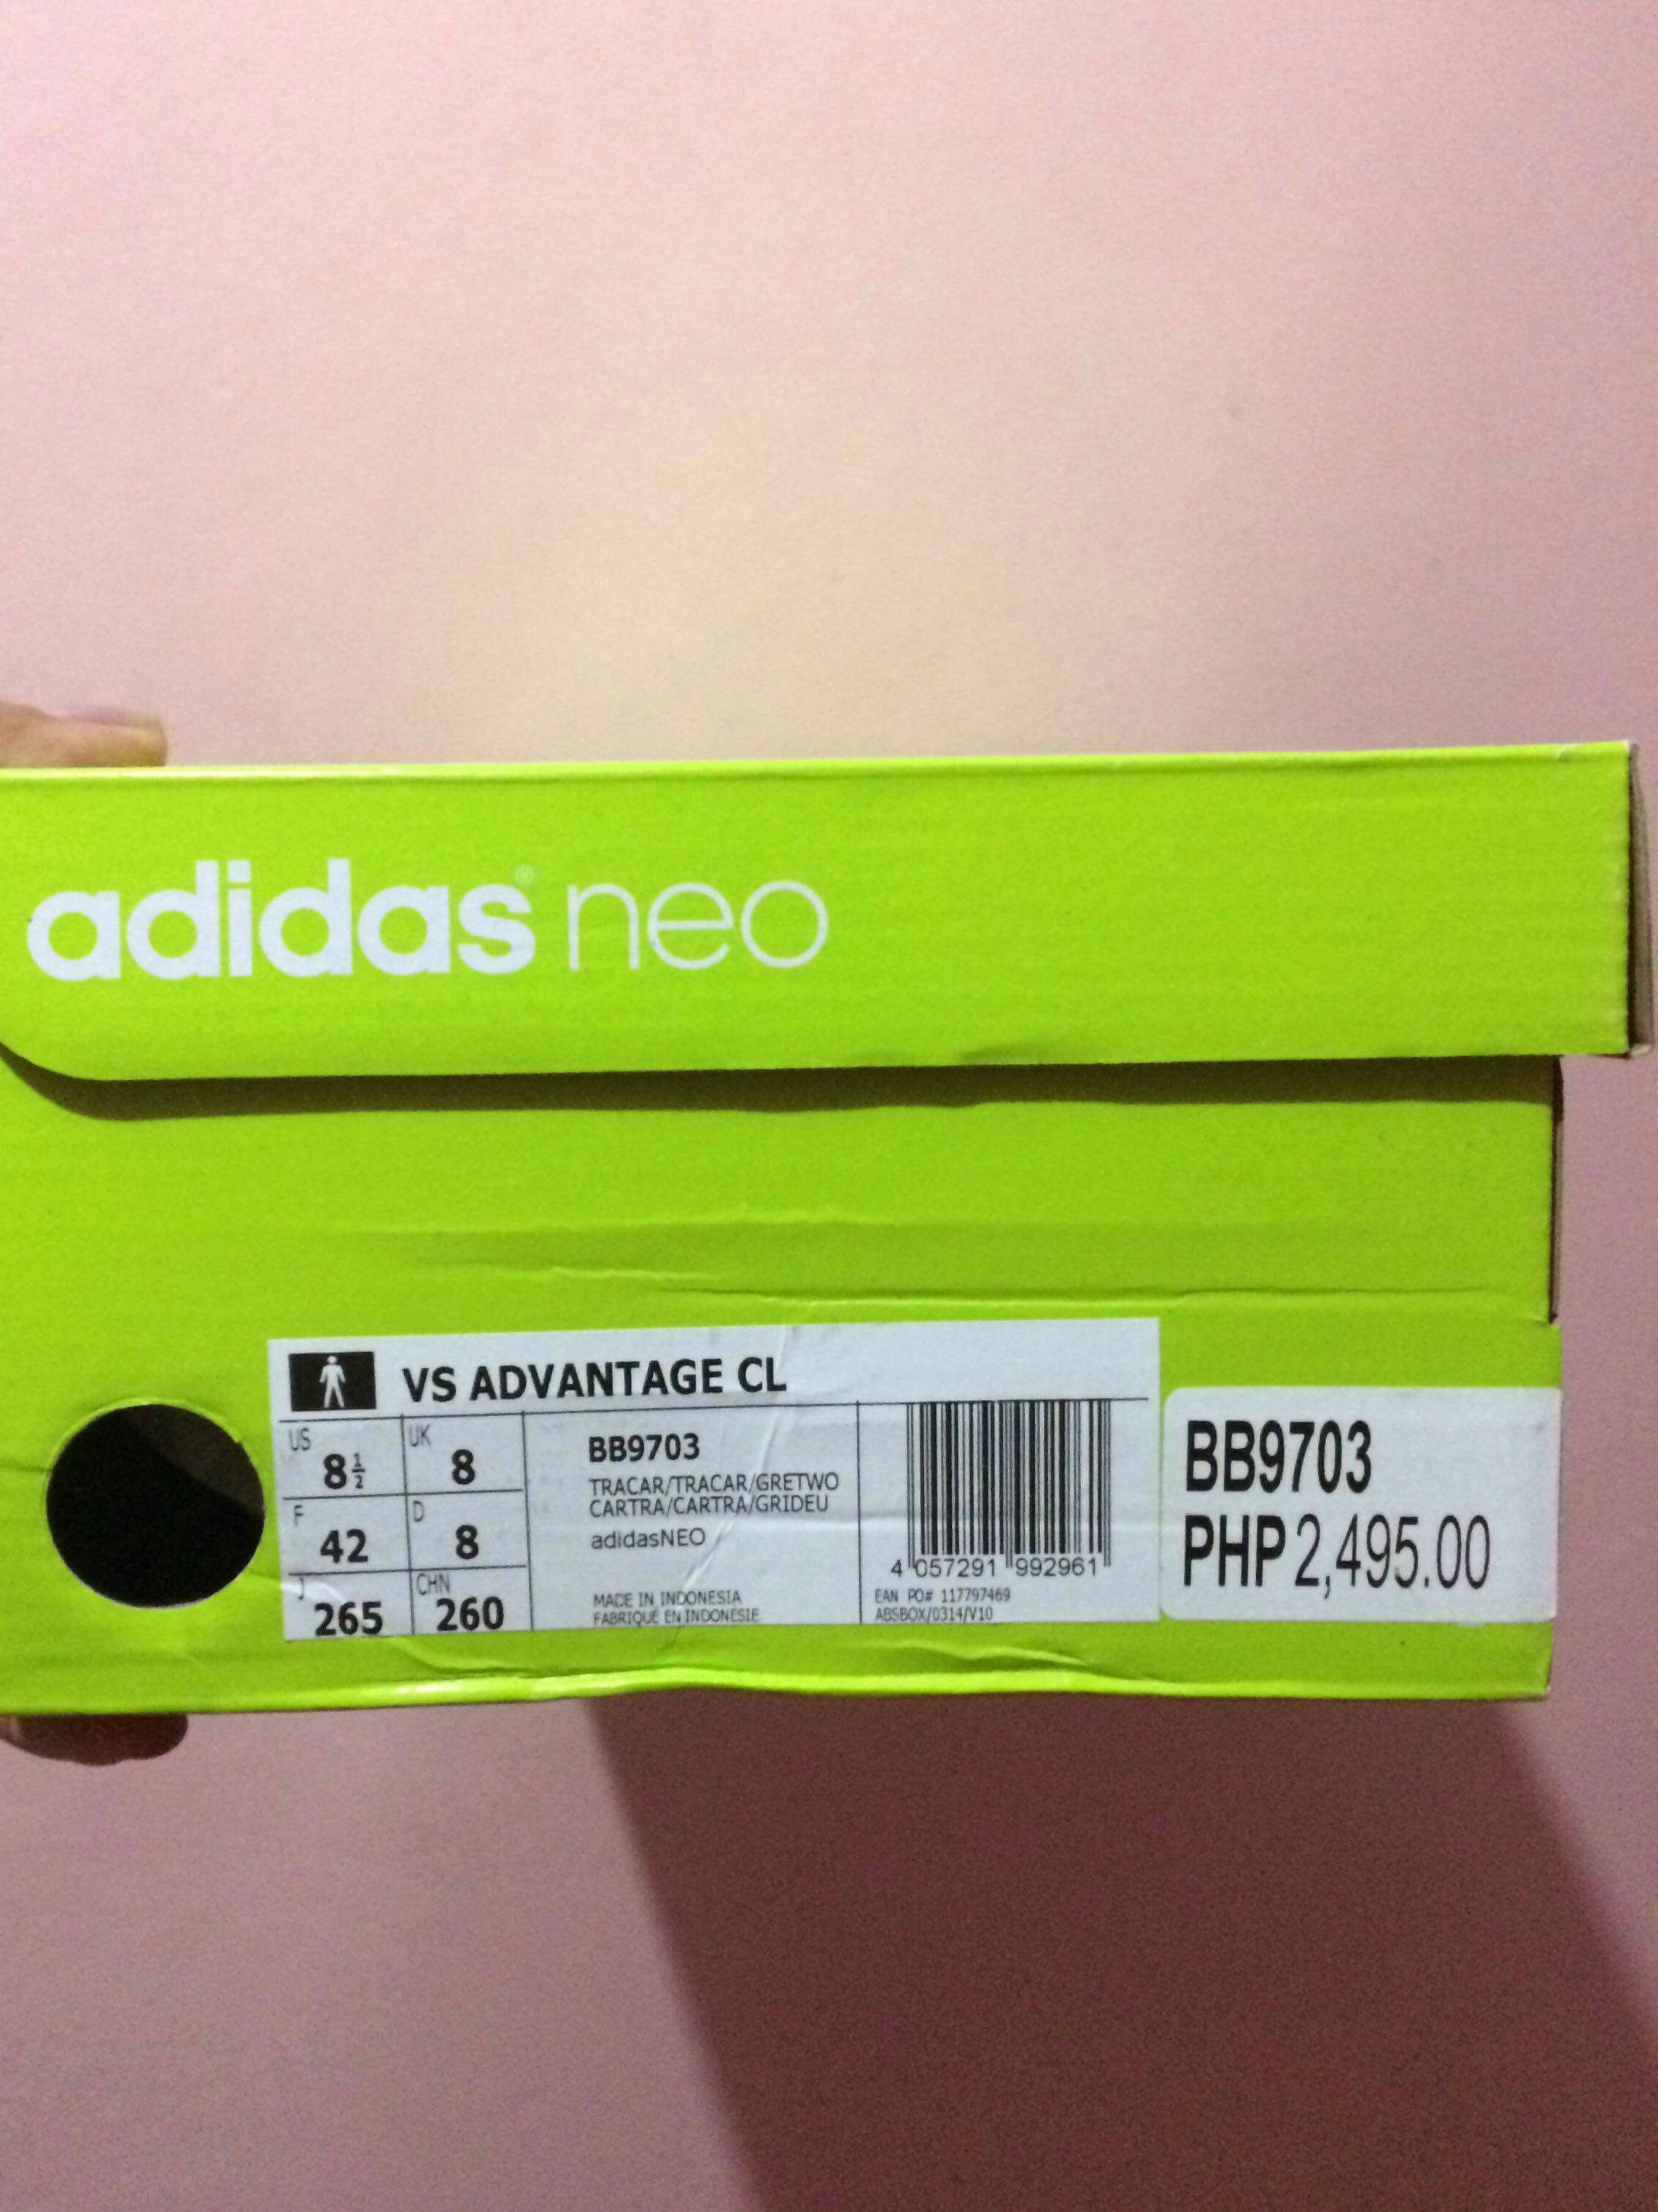 adidas® neo
VS ADVANTAGE CL
US 8½ UK 8
F 42 D 8
J 265 CHN 260
BB9703
TRACAR/TRACAR/GRETWO
CARTRA/CARTRA/GRIDEU
adidasNEO
MADE IN INDONESIA
FABRIQUÉ EN INDONÉSIE
4 057291 992961
EAN PO# 117797469
ABSBOX/0314/V10
BB9703
PHP 2,495.00